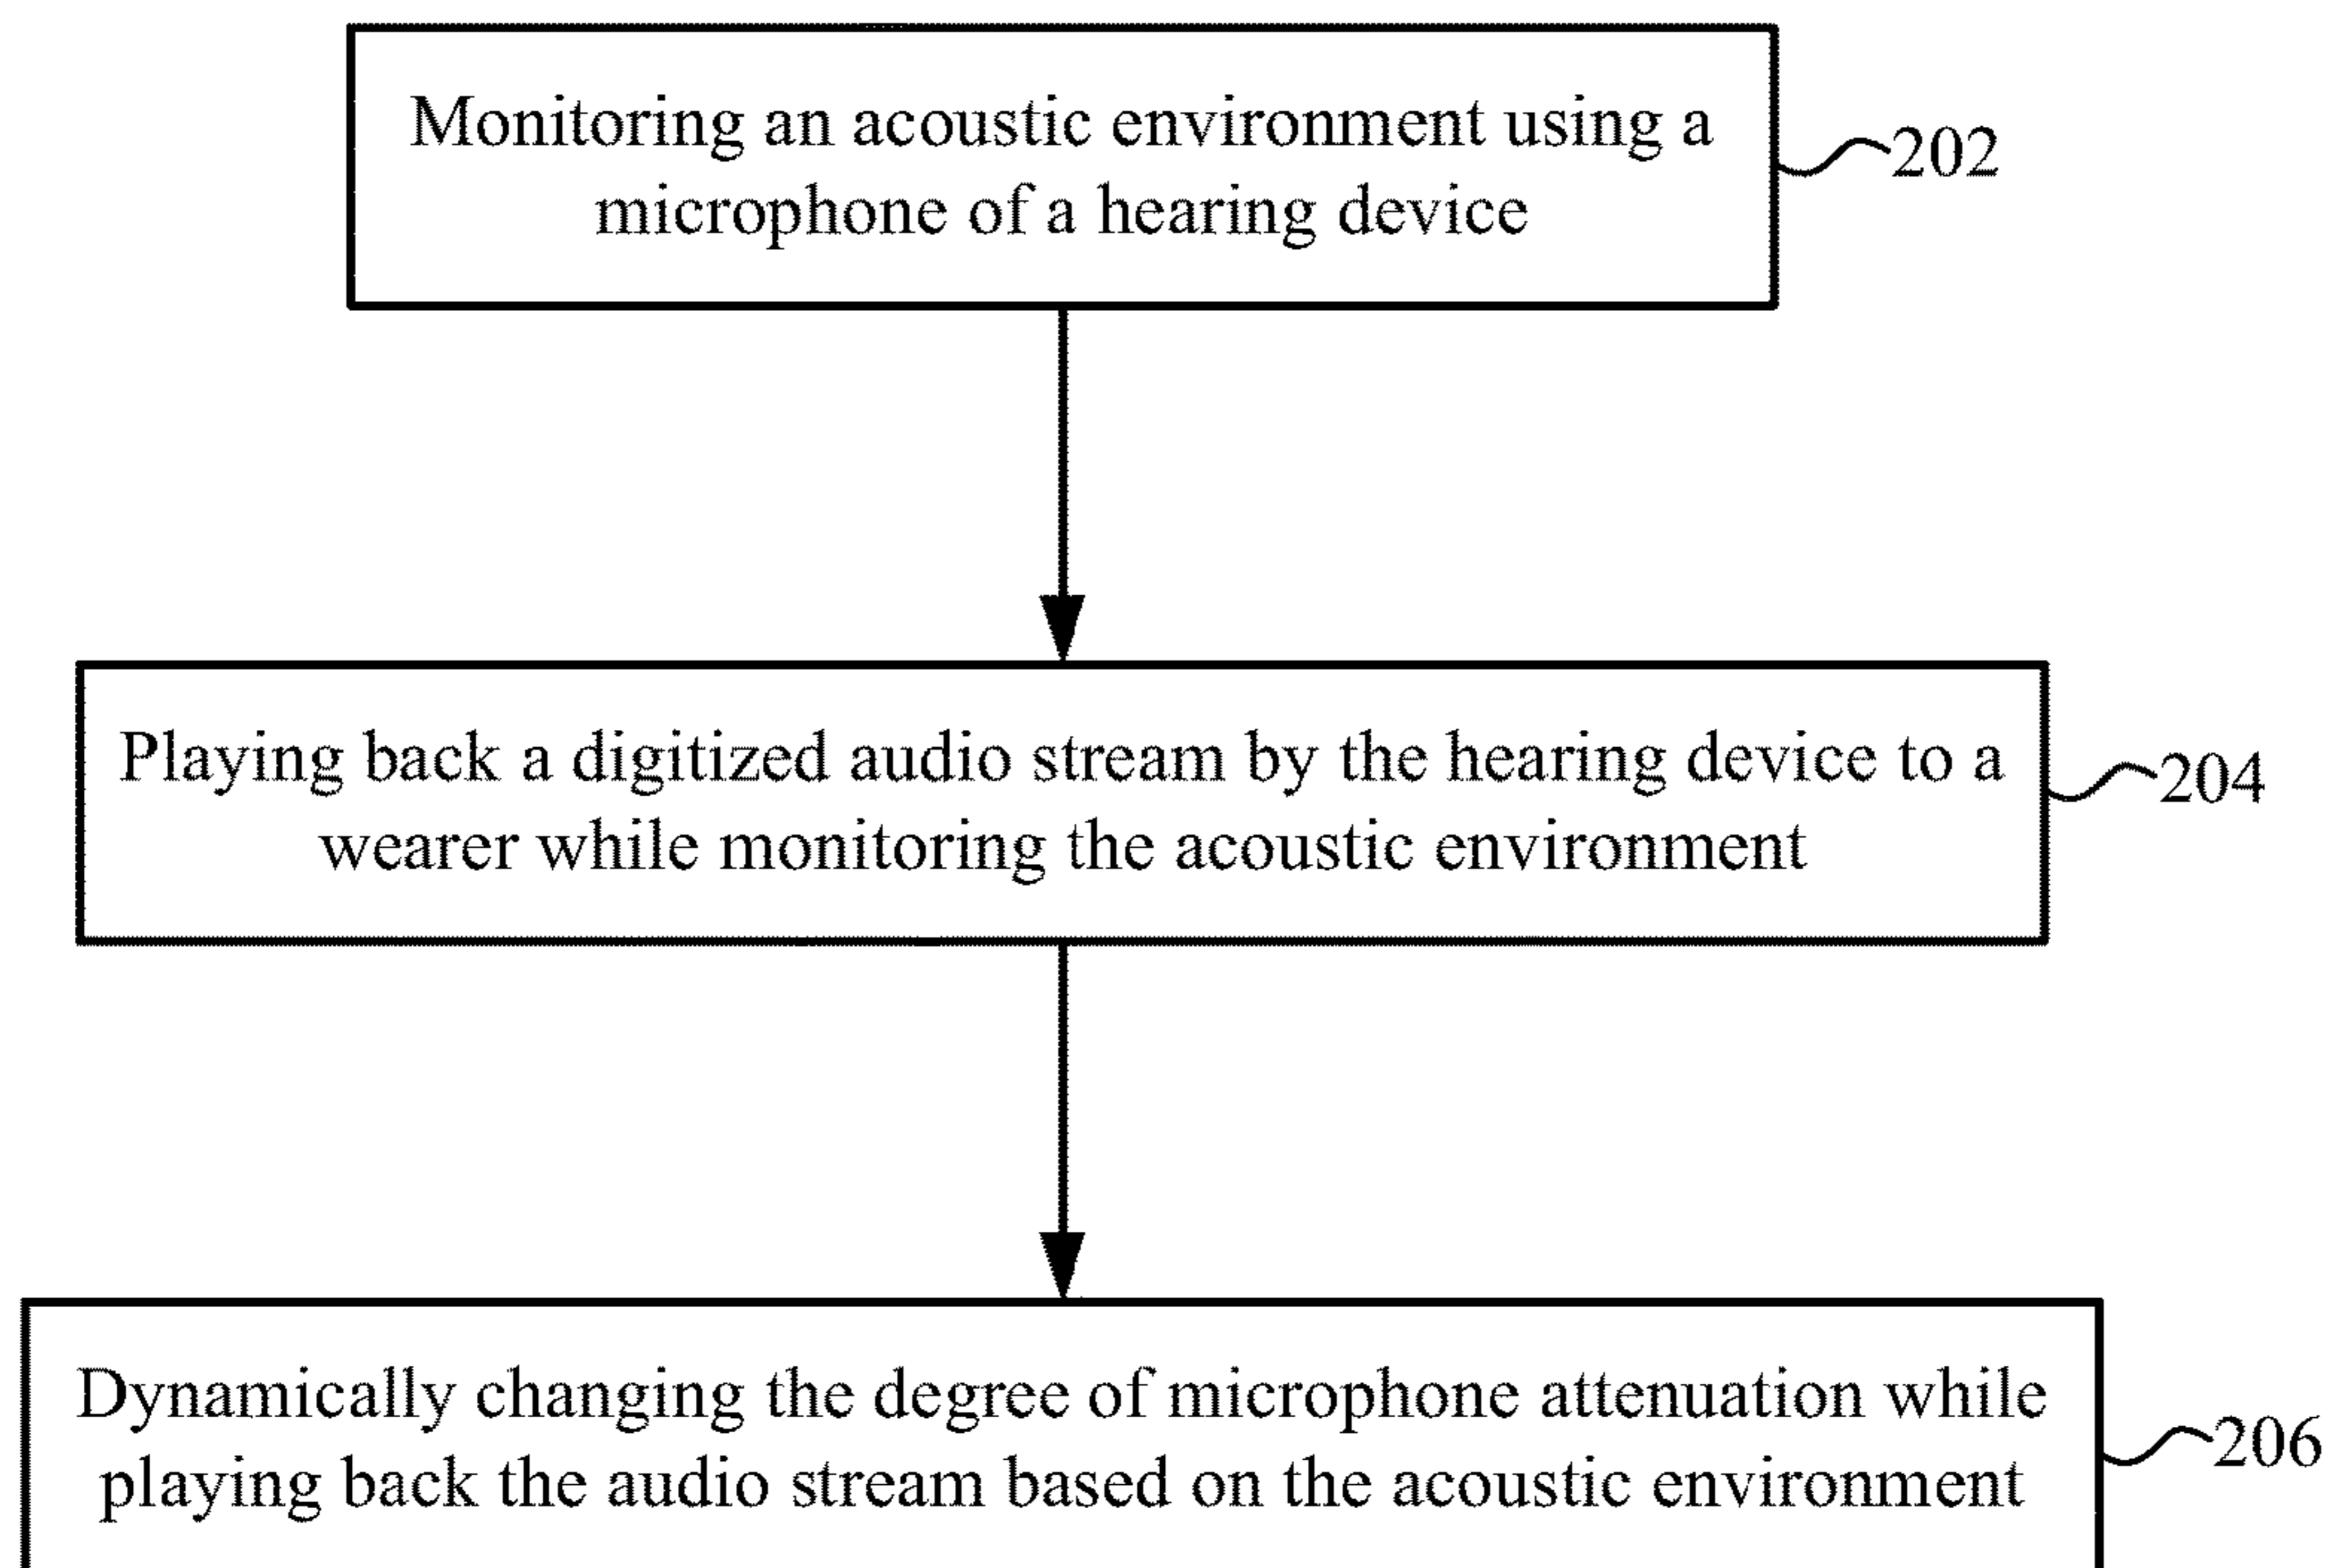 Monitoring an acoustic environment using a
microphone of a hearing device
202
Playing back a digitized audio stream by the hearing device to a
wearer while monitoring the acoustic environment
204
Dynamically changing the degree of microphone attenuation while
playing back the audio stream based on the acoustic environment
206